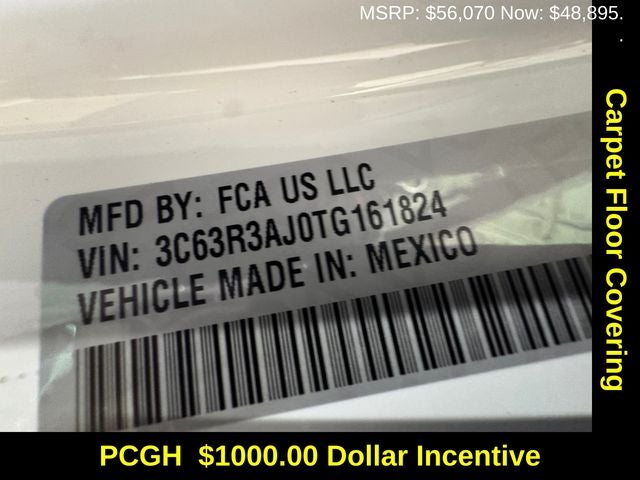 MSRP: $56,070 Now: $48,895.
.
MFD BY: FCA US LLC
VIN: 3C63R3AJ0TG161824
VEHICLE MADE IN: MEXICO
Carpet Floor Covering
PCGH  $1000.00 Dollar Incentive